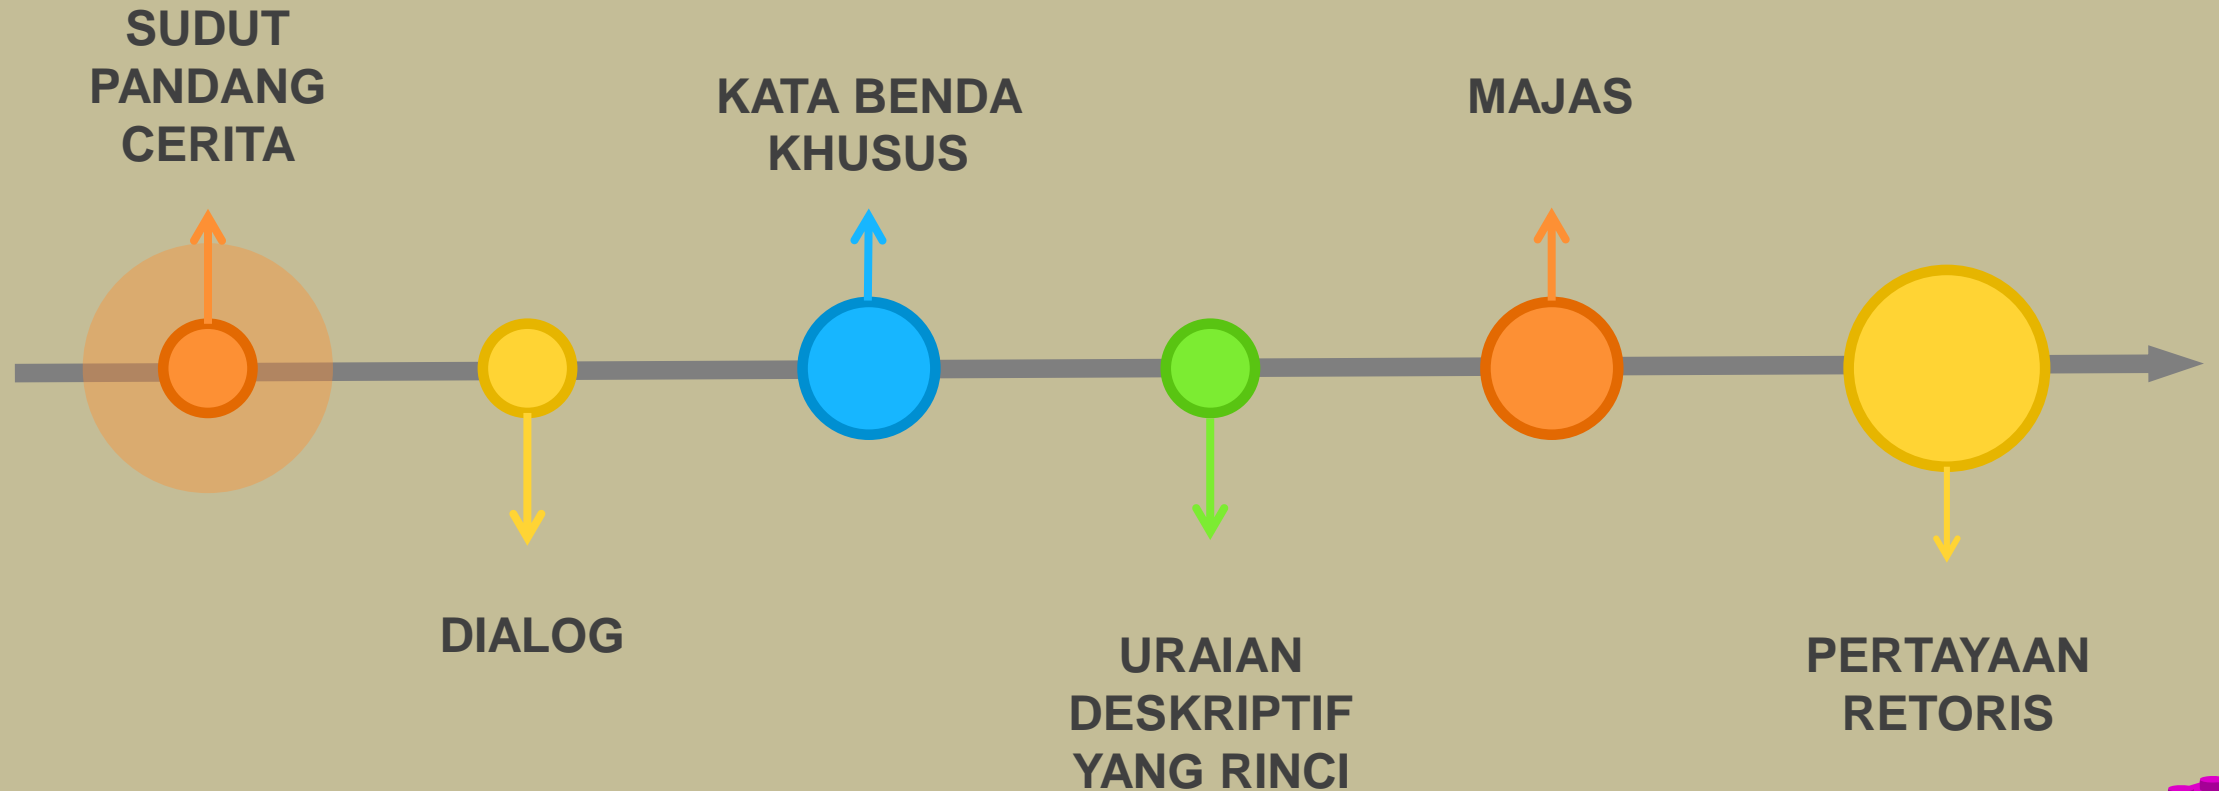 SUDUT
PANDANG
CERITA
DIALOG
KATA BENDA
KHUSUS
URAIAN
DESKRIPTIF
YANG RINCI
MAJAS
PERTAYAAN
RETORIS